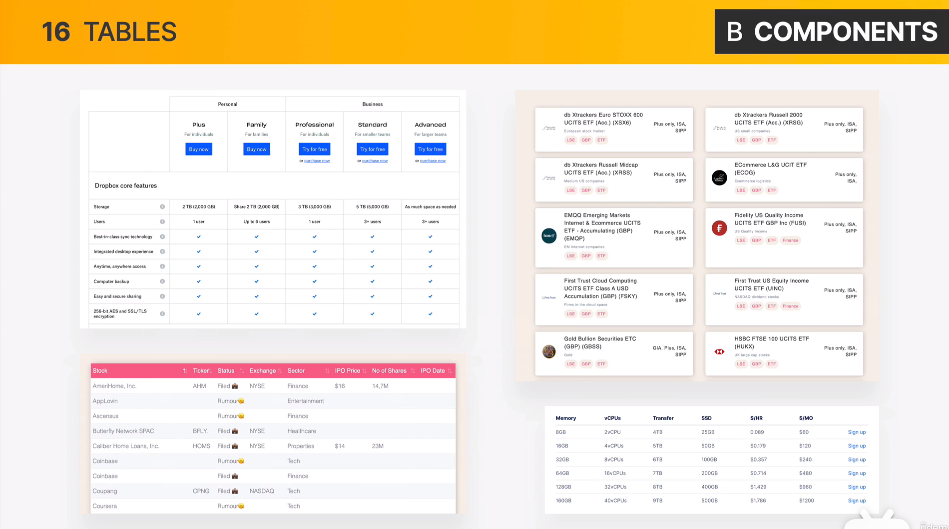 16 TABLES
B COMPONENTS
Personal Business
Plus Family Professional Standard Advanced
For individuals For families For individuals For smaller teams For larger teams
Buy now Buy now Try for free Try for free Try for free
or purchase now or purchase now or purchase now
Dropbox core features
Storage 2 TB (2,000 GB) Share 2 TB (2,000 GB) 3 TB (3,000 GB) 5 TB (5,000 GB) As much space as needed
Users 1 user Up to 6 users 1 user 3+ users 3+ users
Best-in-class sync technology
Integrated desktop experience
Anytime, anywhere access
Computer backup
Easy and secure sharing
256-bit AES and SSL/TLS
encryption
db Xtrackers Euro STOXX 600
UCITS ETF (Acc.) (XSX6)
European stock market
LSE GBP ETF
Plus only, ISA,
SIPP
db Xtrackers Russell 2000
UCITS ETF (Acc.) (XRSG)
US small companies
LSE GBP ETF
Plus only, ISA,
SIPP
db Xtrackers Russell Midcap
UCITS ETF (Acc.) (XRSS)
Medium US companies
LSE GBP ETF
Plus only, ISA,
SIPP
ECommerce L&G UCIT ETF
(ECOG)
Ecommerce logistics
LSE GBP ETF
Plus only,
ISA,
EMQQ Emerging Markets
Internet & Ecommerce UCITS
ETF - Accumulating (GBP)
(EMQP)
EM internet companies
LSE GBP ETF
Plus only, ISA,
SIPP
Fidelity US Quality Income
UCITS ETF GBP Inc (FUSI)
US Quality Income
LSE GBP ETF Finance
Plus only, ISA,
SIPP
First Trust Cloud Computing
UCITS ETF Class A USD
Accumulation (GBP) (FSKY)
Firms in the cloud space
LSE GBP ETF
Plus only, ISA,
SIPP
First Trust US Equity Income
UCITS ETF (UINC)
NASDAQ dividend stocks
LSE GBP ETF Finance
Plus only, ISA,
SIPP
Gold Bullion Securities ETC
(GBP) (GBSS)
Gold
LSE GBP ETF
GIA, Plus, ISA,
SIPP
HSBC FTSE 100 UCITS ETF
(HUKX)
UK large cap stocks
LSE GBP ETF
Plus only, ISA,
SIPP
Stock Ticker Status Exchange Sector IPO Price No of Shares IPO Date
AmeriHome, Inc. AHM Filed NYSE Finance $16 14,7M
AppLovin Rumour Entertainment
Ascensus Rumour Finance
Butterfly Network SPAC BFLY. Filed NYSE Healthcare
Caliber Home Loans, Inc. HOMS Filed NYSE Properties $14 23M
Coinbase Rumour Tech
Coinbase Filed Finance
Coupang CPNG Filed NASDAQ Tech
Coursera Rumour Tech
Memory vCPUs Transfer SSD $/HR $/MO
8GB 2vCPU 4TB 25GB 0.089 $60 Sign up
16GB 4vCPUs 5TB 50GB $0.179 $120 Sign up
32GB 8vCPUs 6TB 100GB $0.357 $240 Sign up
64GB 16vCPUs 7TB 200GB $0.714 $480 Sign up
128GB 32vCPUs 8TB 400GB $1.429 $960 Sign up
160GB 40vCPUs 9TB 500GB $1.786 $1200 Sign up